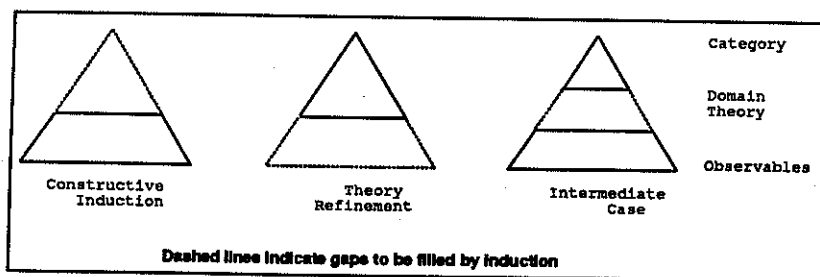 Category
Domain
Theory
Observables
Constructive
Induction
Theory
Refinement
Intermediate
Case
Dashed lines indicate gaps to be filled by induction